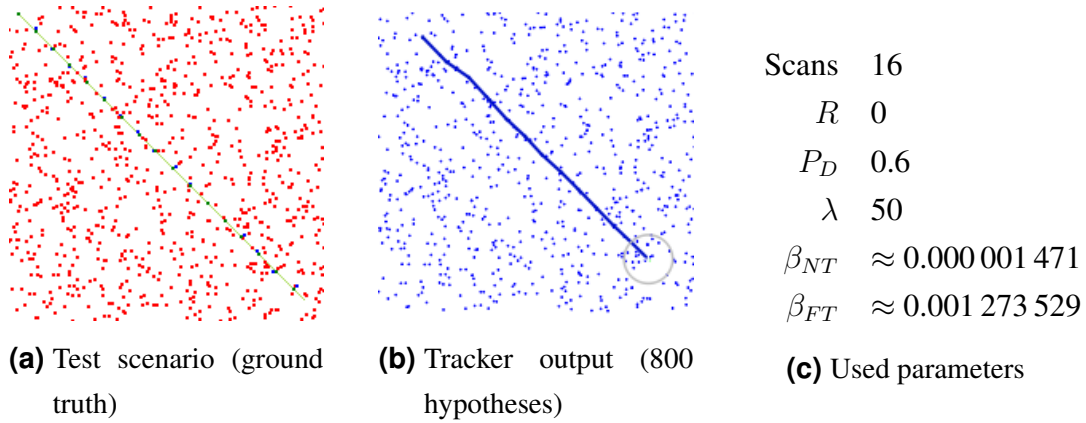 Scans 16
R 0
P_D 0.6
λ 50
β_NT ≈ 0.000 001 471
β_FT ≈ 0.001 273 529
(a) Test scenario (ground
truth)
(b) Tracker output (800
hypotheses)
(c) Used parameters